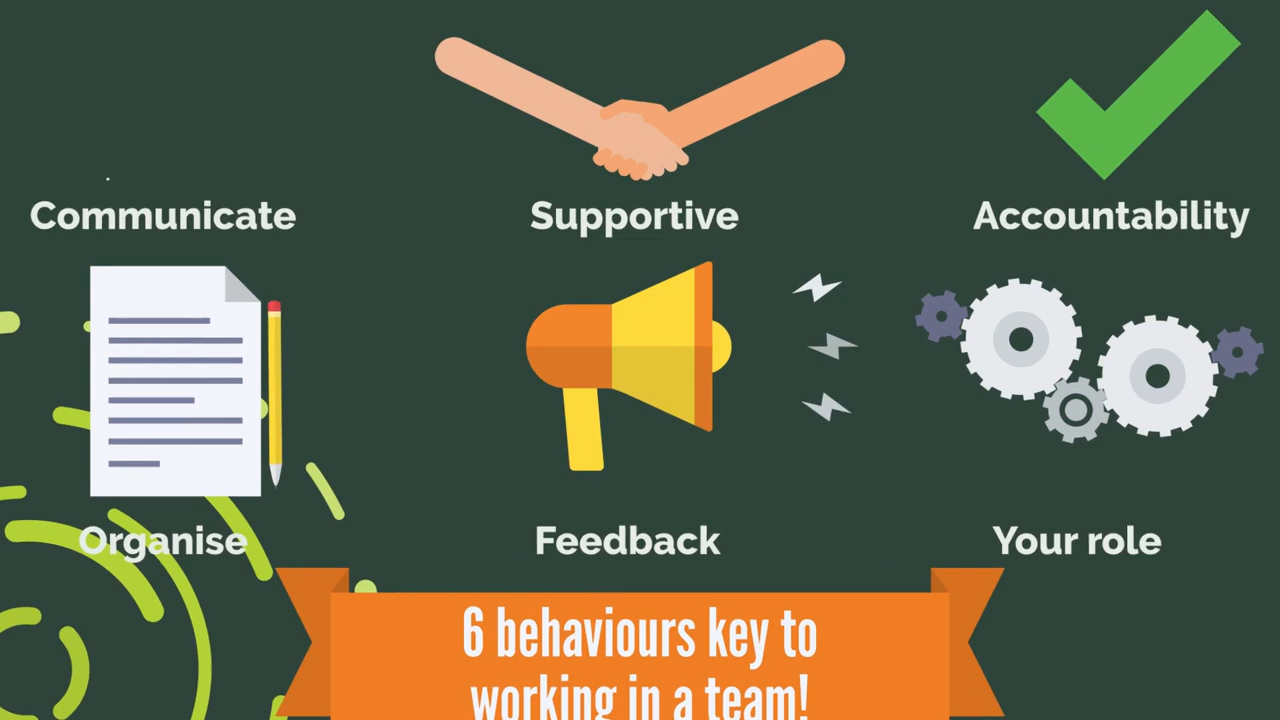 Communicate
Supportive
Accountability
Organise
Feedback
Your role
6 behaviours key to
working in a team!